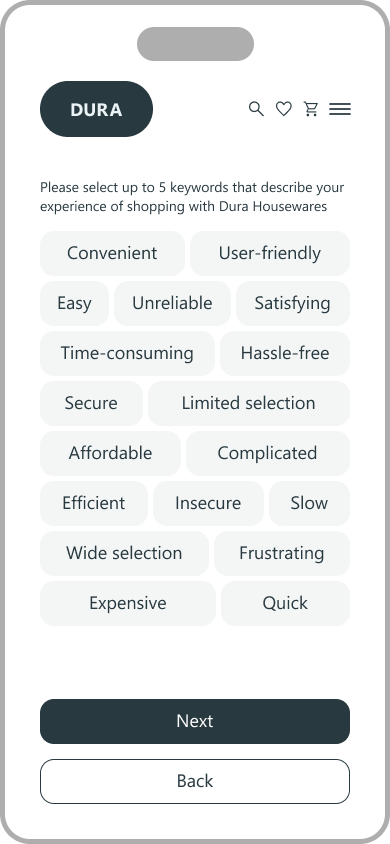 DURA
Please select up to 5 keywords that describe your
experience of shopping with Dura Housewares
Convenient User-friendly
Easy Unreliable Satisfying
Time-consuming Hassle-free
Secure Limited selection
Affordable Complicated
Efficient Insecure Slow
Wide selection Frustrating
Expensive Quick
Next
Back